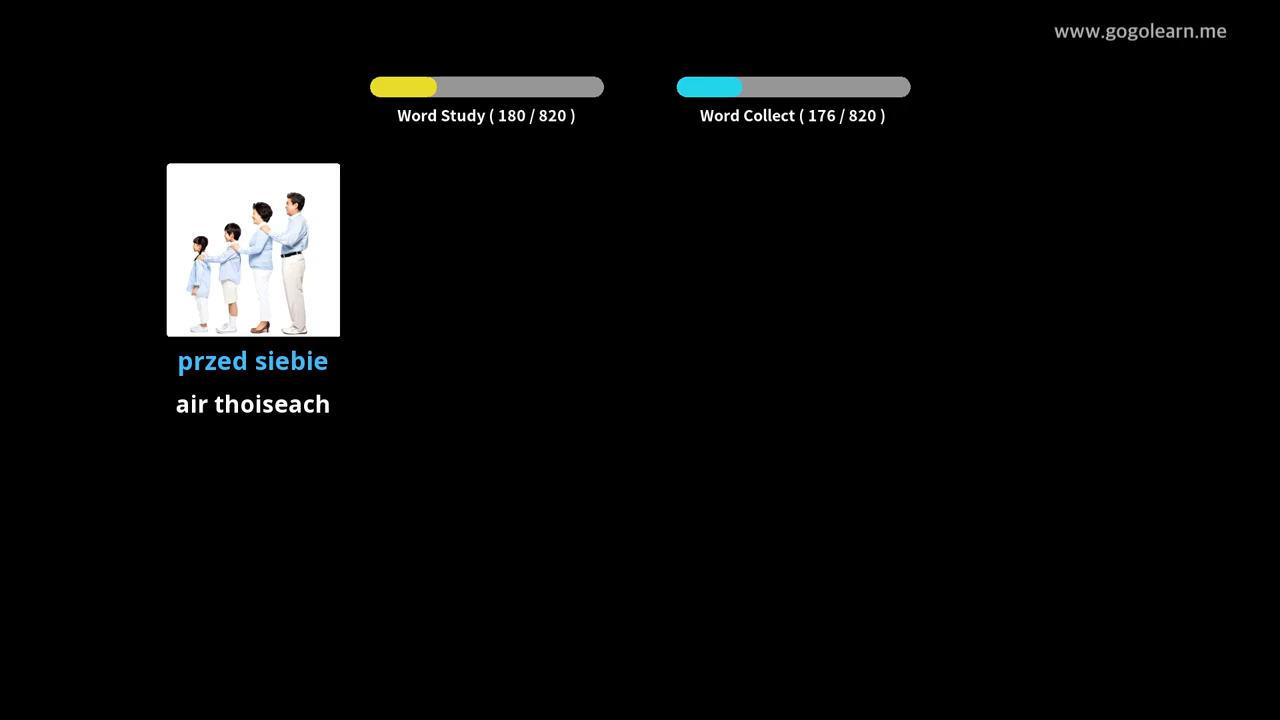 www.gogolearn.me
Word Study ( 180 / 820 )
Word Collect ( 176 / 820 )
przed siebie
air thoiseach